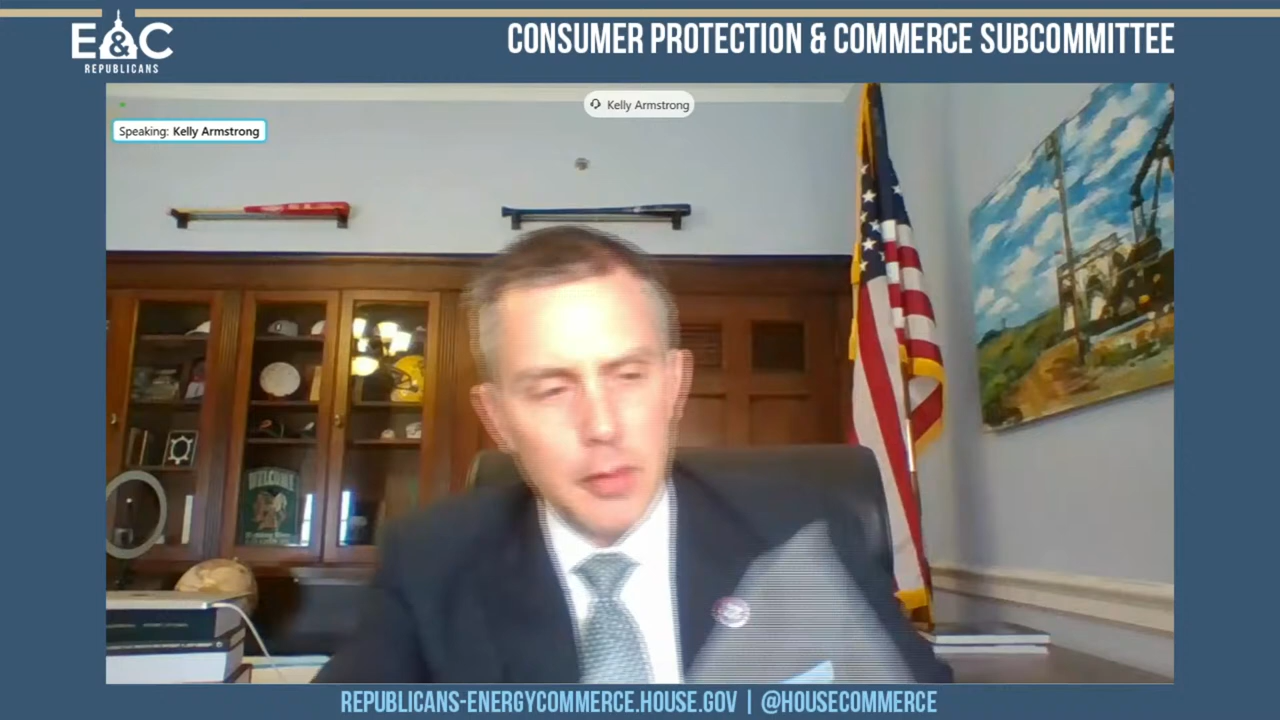 E&C
REPUBLICANS
CONSUMER PROTECTION & COMMERCE SUBCOMMITTEE
Kelly Armstrong
Speaking: Kelly Armstrong
WELCOME
REPUBLICANS-ENERGYCOMMERCE.HOUSE.GOV | @HOUSECOMMERCE